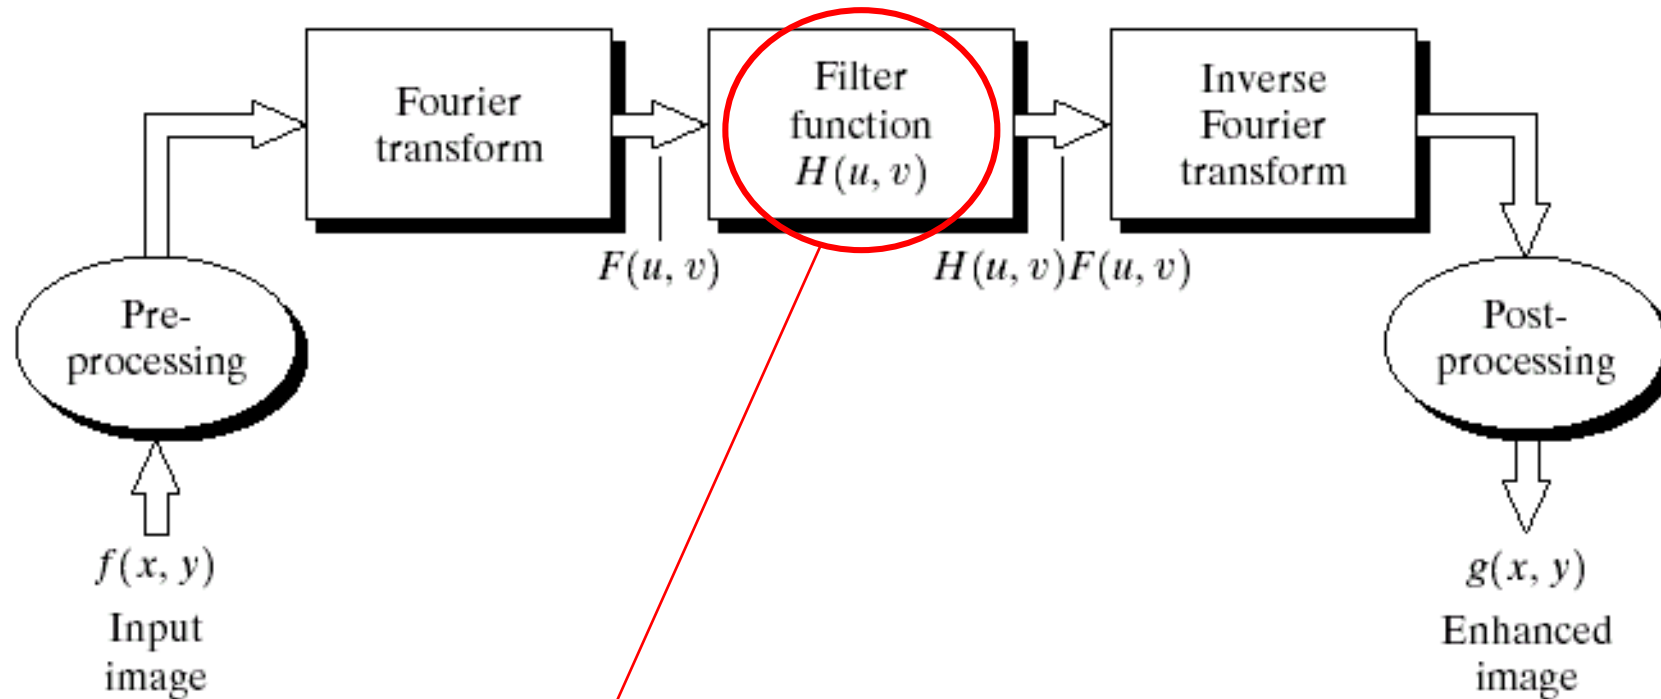 Fourier
transform
Filter
function
H(u, v)
Inverse
Fourier
transform
F(u, v)
H(u, v)F(u, v)
Pre-
processing
Post-
processing
f(x, y)
Input
image
g(x, y)
Enhanced
image